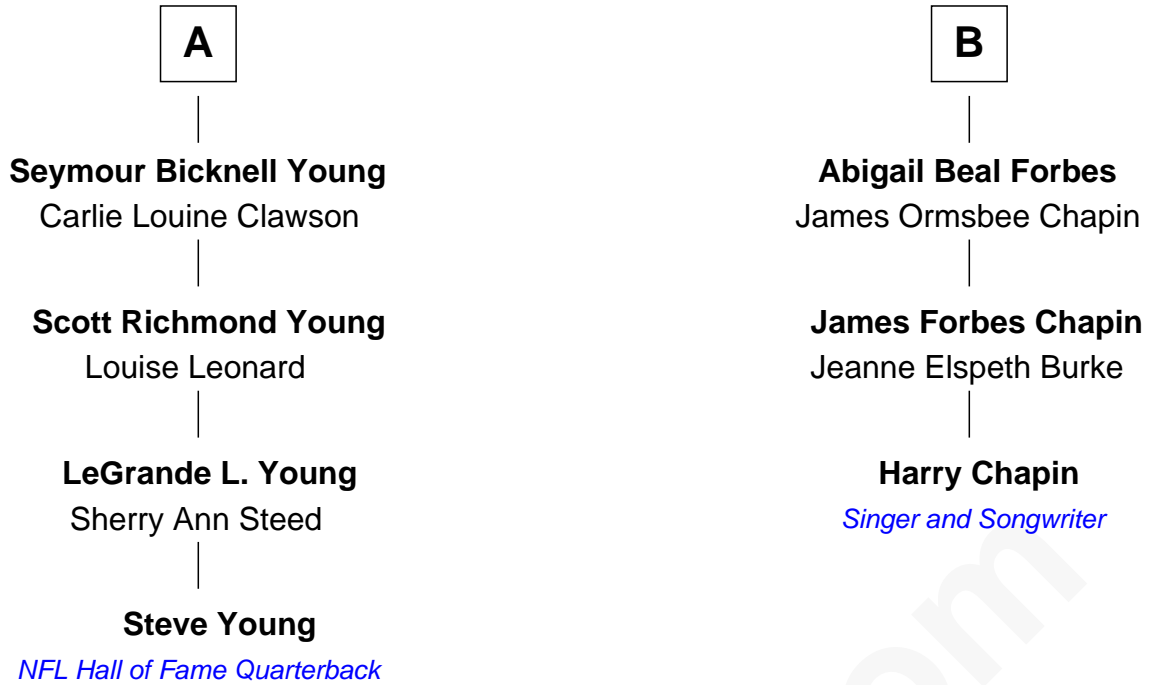 A
Seymour Bicknell Young
Carlie Louine Clawson
Scott Richmond Young
Louise Leonard
LeGrande L. Young
Sherry Ann Steed
Steve Young
NFL Hall of Fame Quarterback
B
Abigail Beal Forbes
James Ormsbee Chapin
James Forbes Chapin
Jeanne Elspeth Burke
Harry Chapin
Singer and Songwriter
om